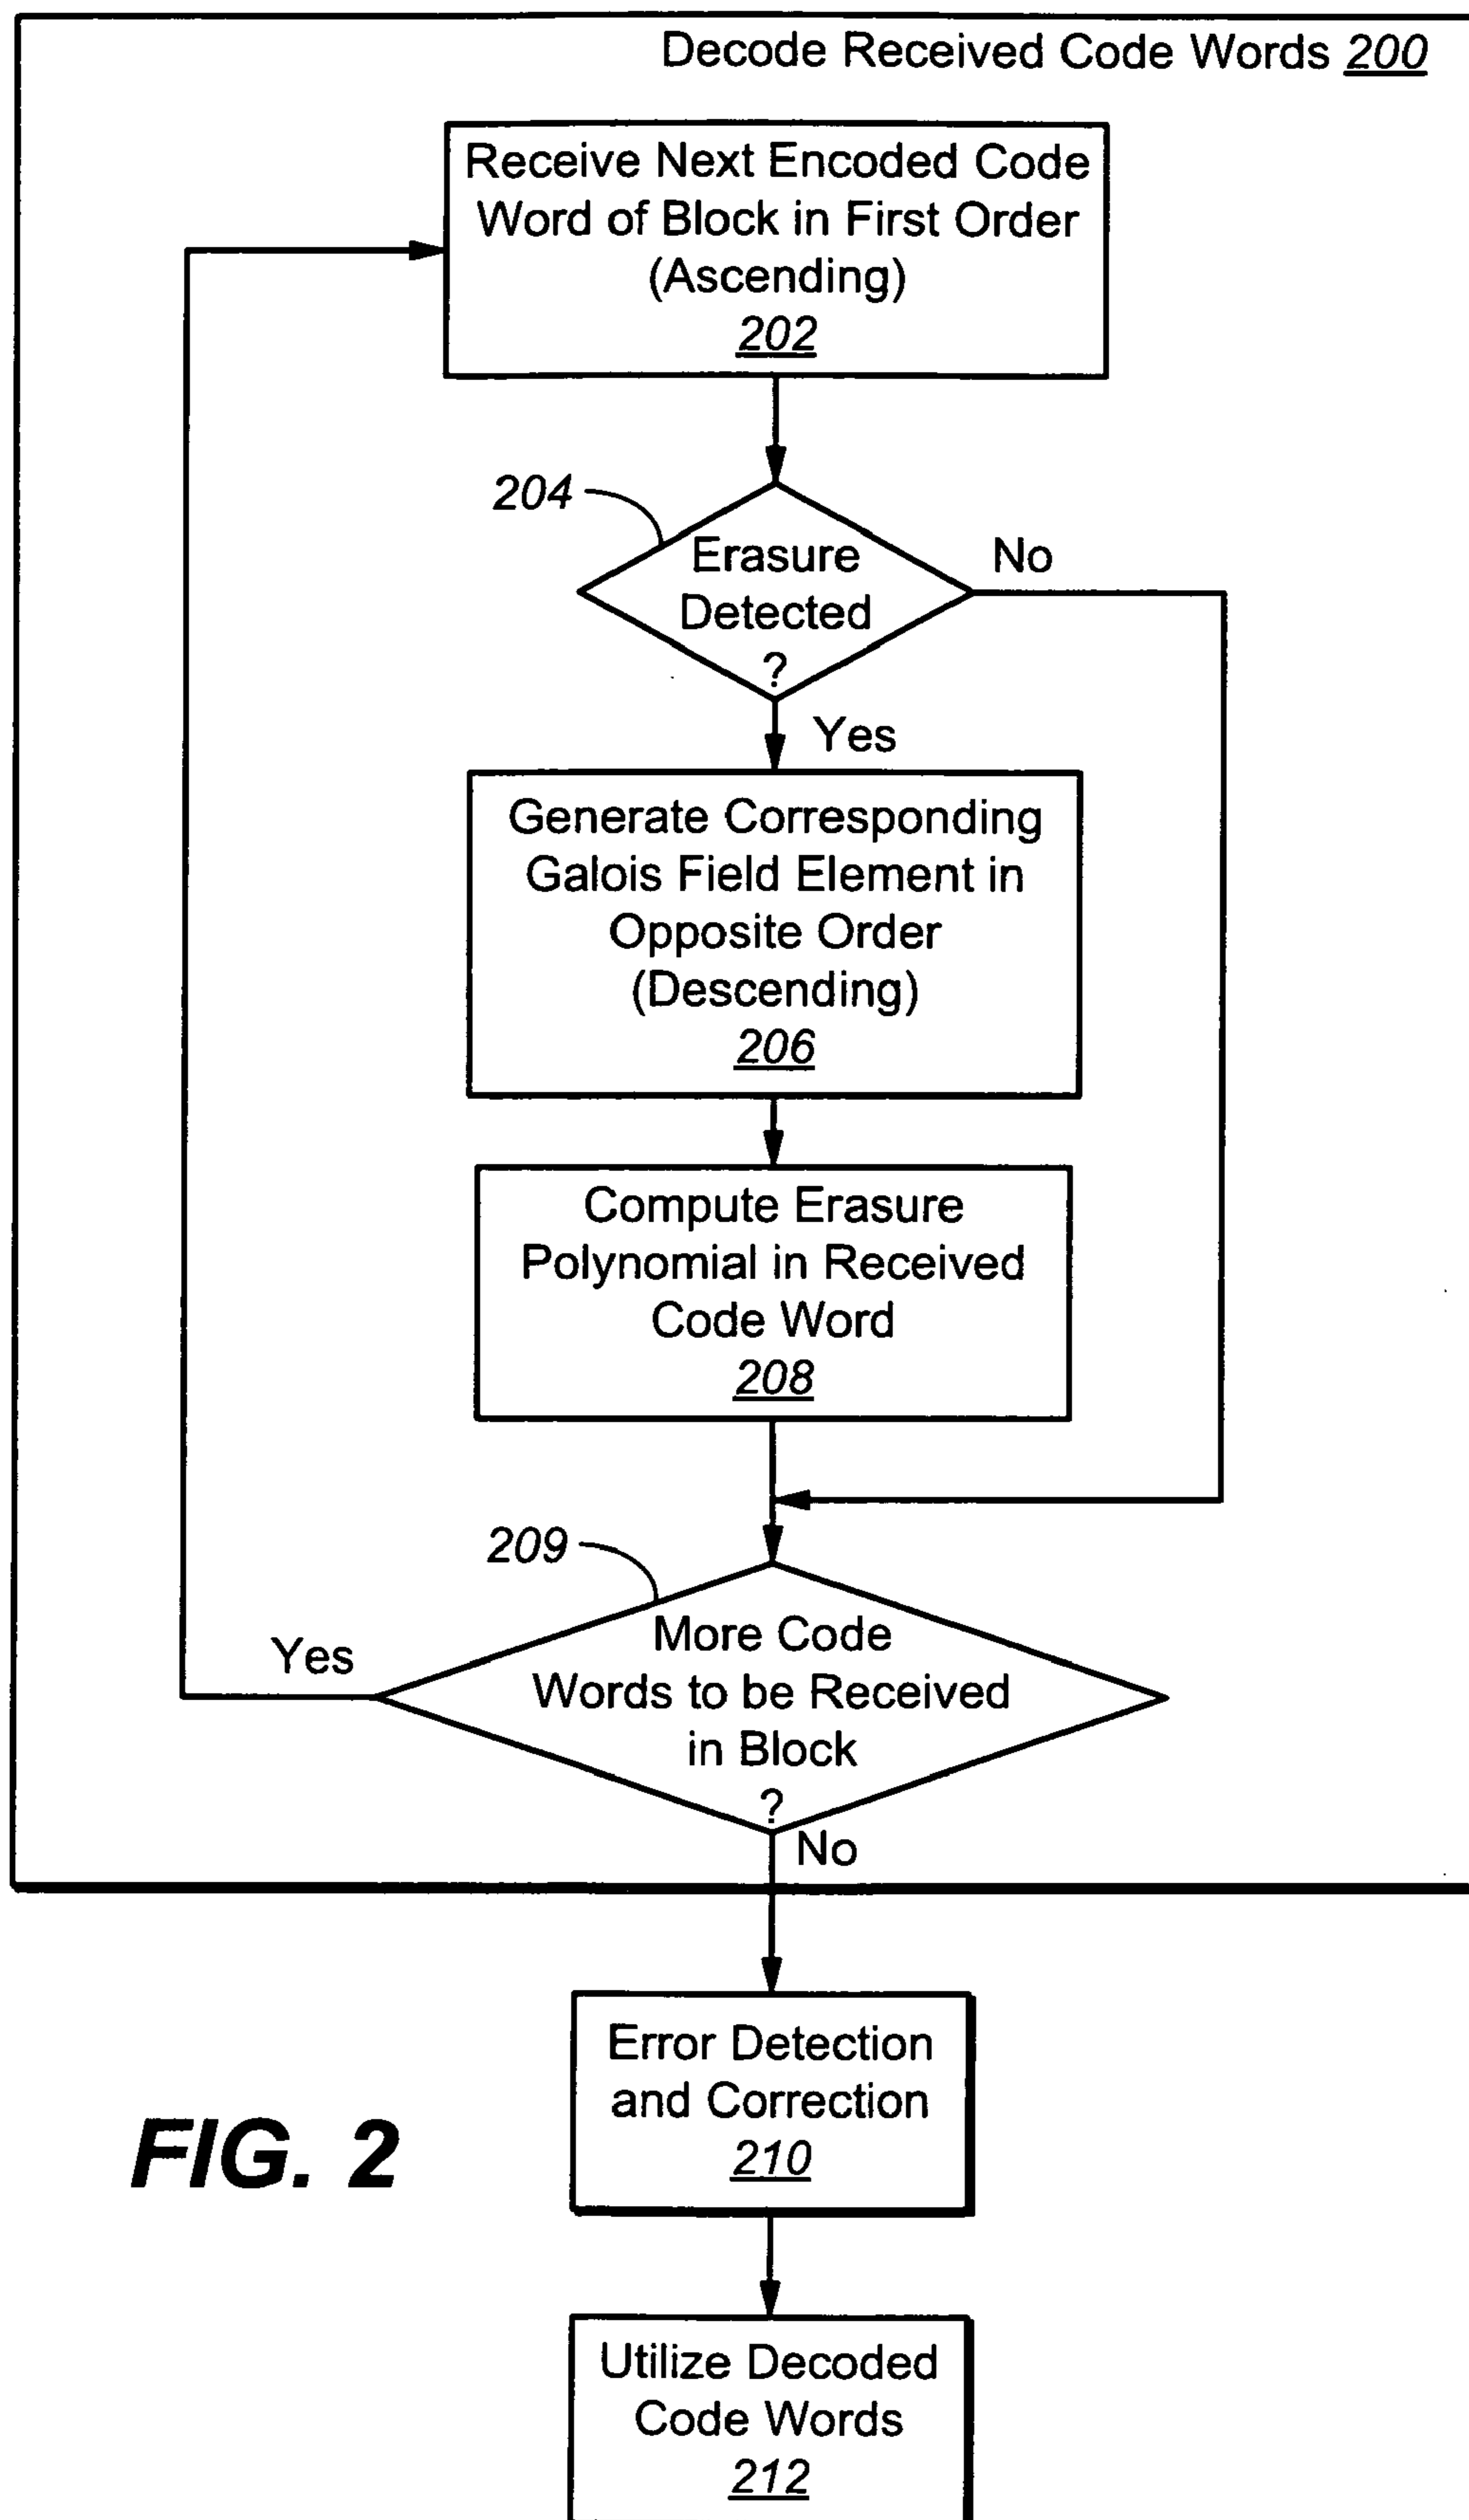 Decode Received Code Words 200
Receive Next Encoded Code
Word of Block in First Order
(Ascending)
202
204
Erasure
Detected
?
No
Yes
Generate Corresponding
Galois Field Element in
Opposite Order
(Descending)
206
Compute Erasure
Polynomial in Received
Code Word
208
209
More Code
Words to be Received
in Block
?
Yes
No
Error Detection
and Correction
210
FIG. 2
Utilize Decoded
Code Words
212